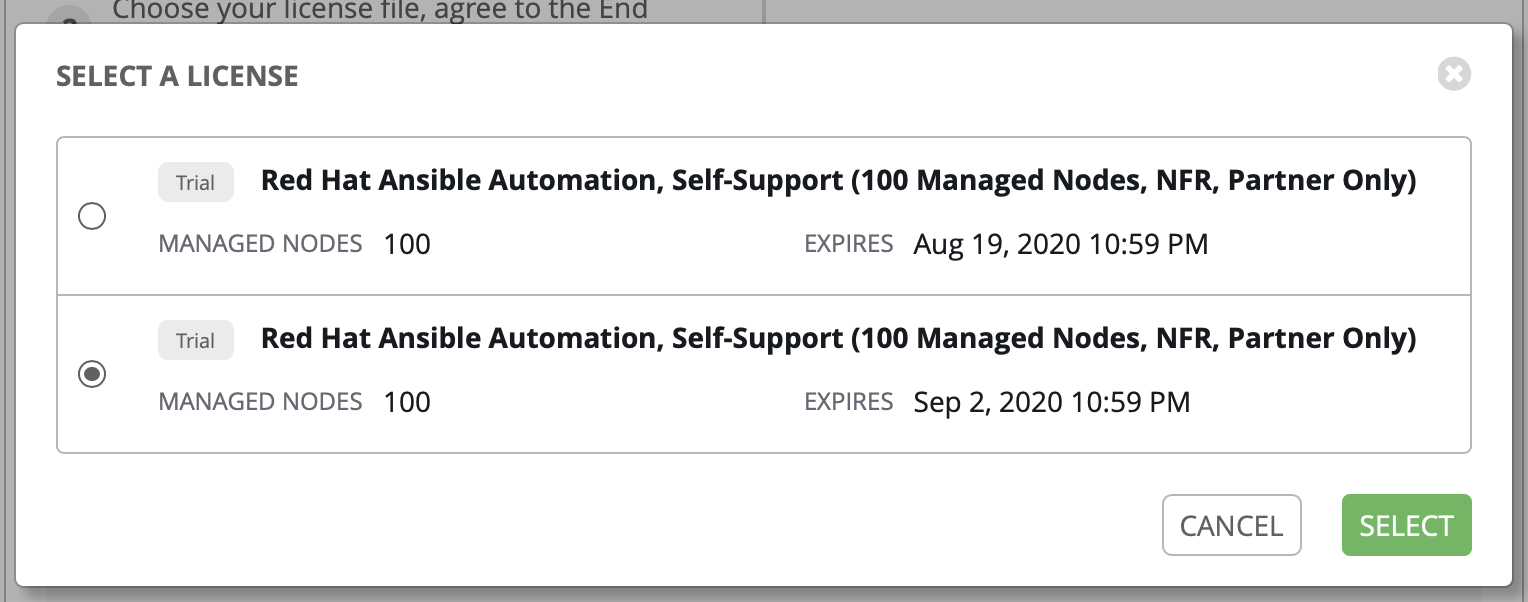 Choose your license file, agree to the End
SELECT A LICENSE
Trial Red Hat Ansible Automation, Self-Support (100 Managed Nodes, NFR, Partner Only)
MANAGED NODES 100 EXPIRES Aug 19, 2020 10:59 PM
Trial Red Hat Ansible Automation, Self-Support (100 Managed Nodes, NFR, Partner Only)
MANAGED NODES 100 EXPIRES Sep 2, 2020 10:59 PM
CANCEL SELECT